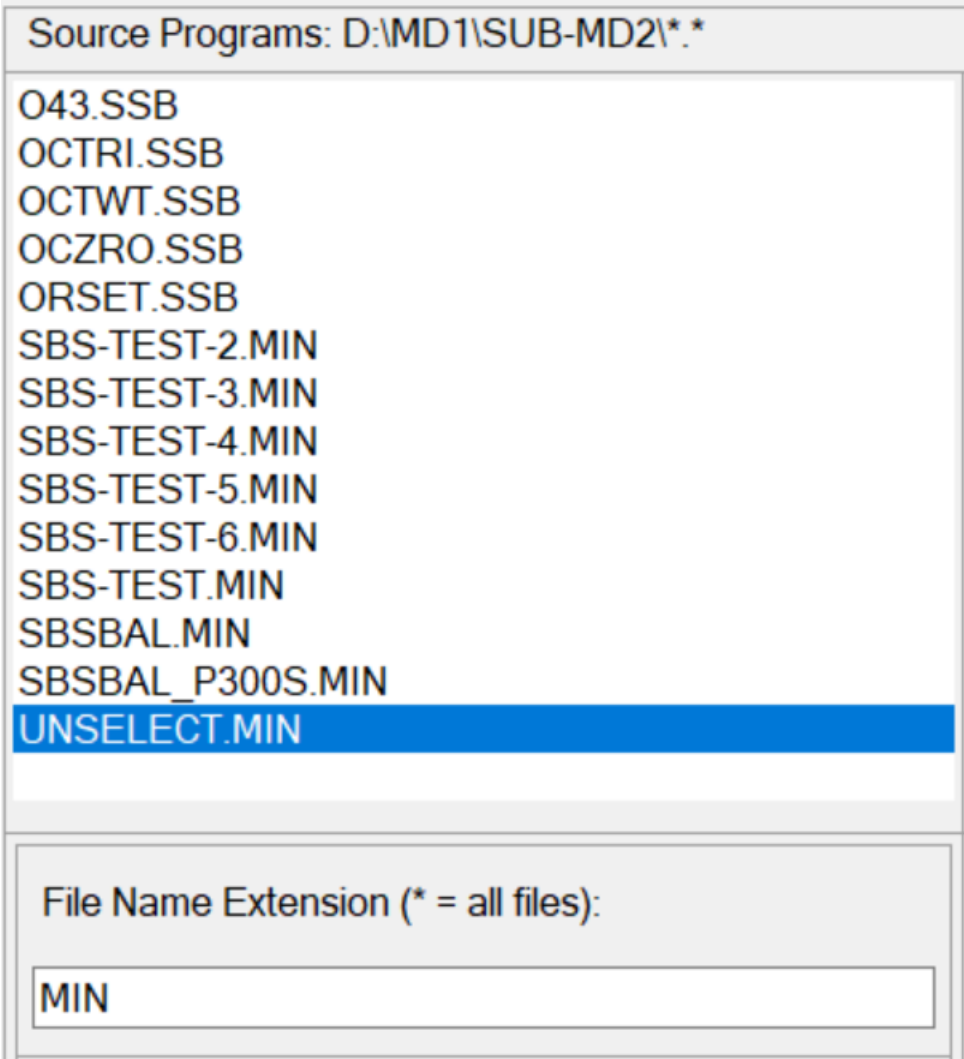 Source Programs: D:\MD1\SUB-MD2\*.*
O43.SSB
OCTRI.SSB
OCTWT.SSB
OCZRO.SSB
ORSET.SSB
SBS-TEST-2.MIN
SBS-TEST-3.MIN
SBS-TEST-4.MIN
SBS-TEST-5.MIN
SBS-TEST-6.MIN
SBS-TEST.MIN
SBSBAL.MIN
SBSBAL_P300S.MIN
UNSELECT.MIN
File Name Extension (* = all files):
MIN